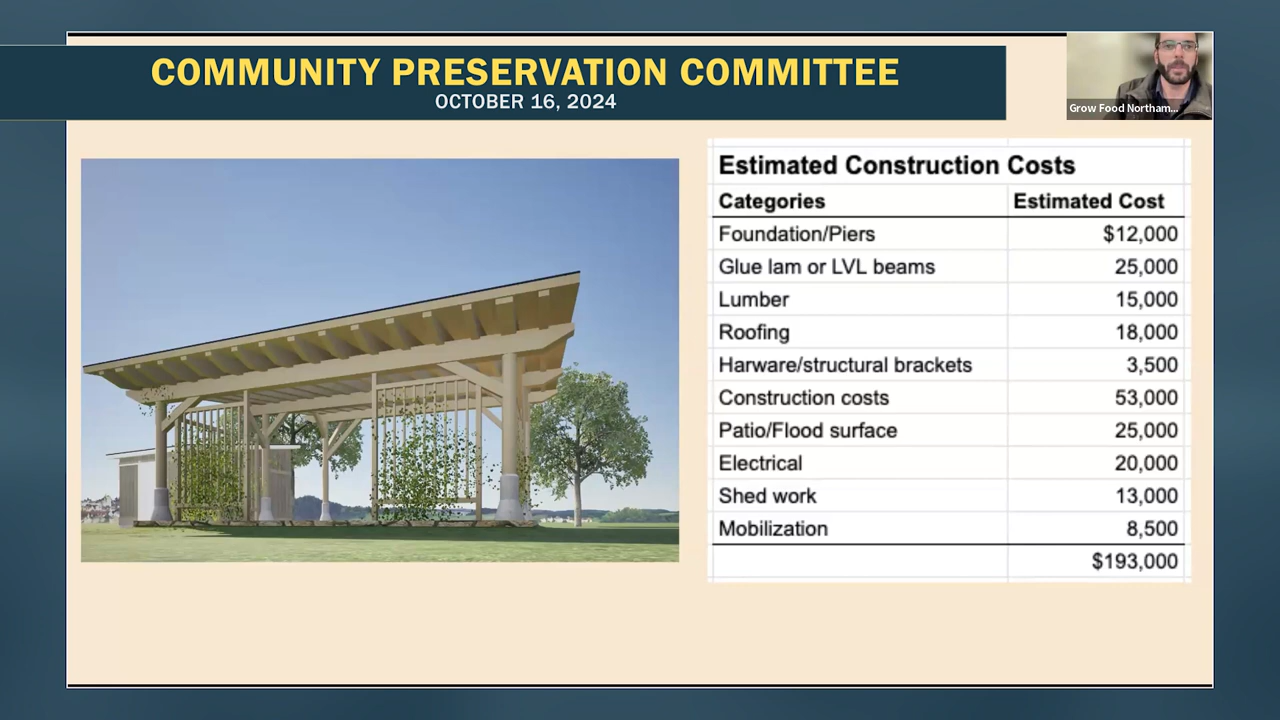 COMMUNITY PRESERVATION COMMITTEE
OCTOBER 16, 2024
Grow Food Northam...
Estimated Construction Costs
Categories Estimated Cost
Foundation/Piers $12,000
Glue lam or LVL beams 25,000
Lumber 15,000
Roofing 18,000
Harware/structural brackets 3,500
Construction costs 53,000
Patio/Flood surface 25,000
Electrical 20,000
Shed work 13,000
Mobilization 8,500
$193,000